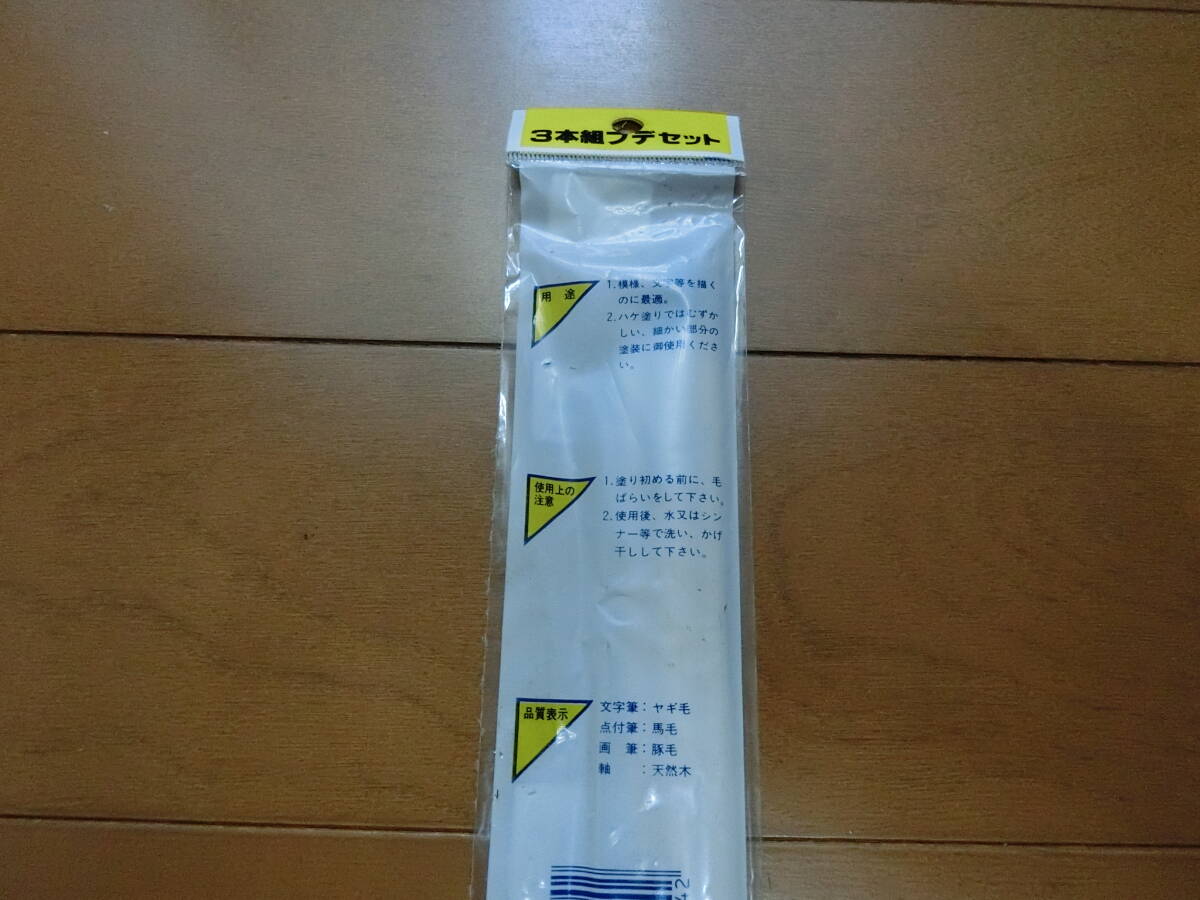 3本組フデセット
用途
1.模様、文字等を描く
のに最適。
2.ハケ塗りではむずか
しい、細かい部分の
塗装に御使用くださ
い。
使用上の
注意
1.塗り初める前に、毛
ばらいをして下さい。
2.使用後、水又はシン
ナー等で洗い、かげ
干しして下さい。
品質表示
文字筆：ヤギ毛
点付筆：馬毛
画　筆：豚毛
軸　　：天然木